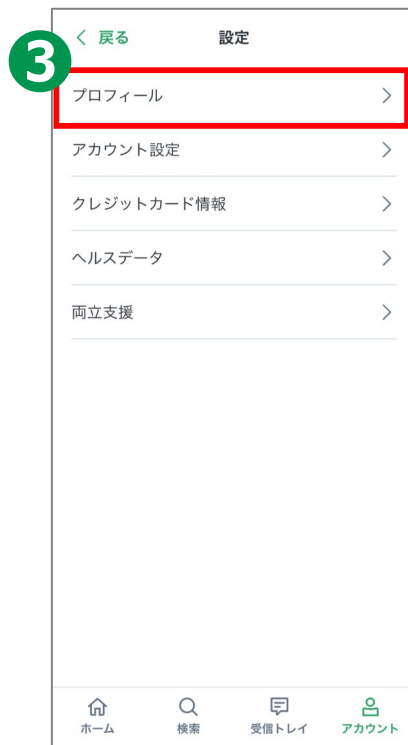 戻る 設定
3
プロフィール
アカウント設定
クレジットカード情報
ヘルスデータ
両立支援
ホーム 検索 受信トレイ アカウント